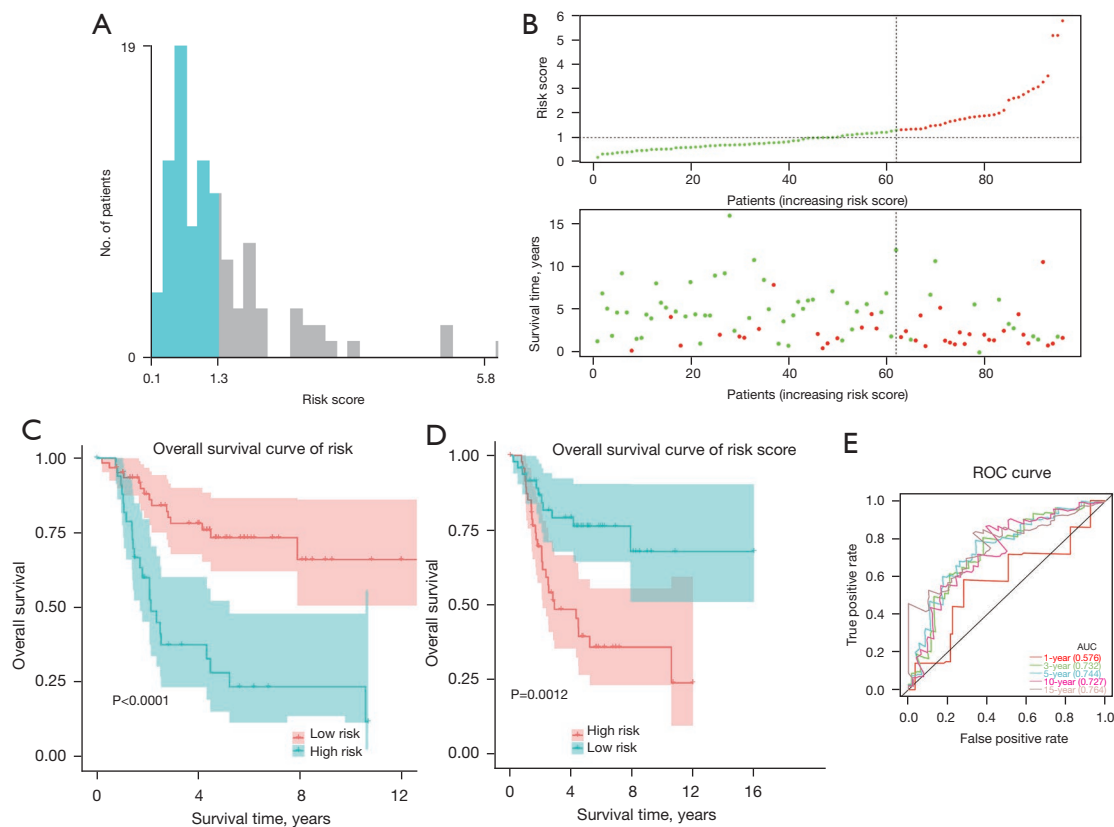 A
19
No. of patients
0
0.1 1.3 5.8
Risk score
B
6
5
4
3
2
1
0
Risk score
0 20 40 60 80
Patients (increasing risk score)
15
10
5
0
Survival time, years
0 20 40 60 80
Patients (increasing risk score)
C
Overall survival curve of risk
1.00
0.75
0.50
0.25
0.00
Overall survival
P<0.0001
Low risk
High risk
0 4 8 12
Survival time, years
D
Overall survival curve of risk score
1.00
0.75
0.50
0.25
0.00
Overall survival
P=0.0012
High risk
Low risk
0 4 8 12 16
Survival time, years
E
ROC curve
1.0
0.8
0.6
0.4
0.2
0.0
True positive rate
AUC
1-year (0.576)
3-year (0.732)
5-year (0.744)
10-year (0.727)
15-year (0.764)
0.0 0.2 0.4 0.6 0.8 1.0
False positive rate